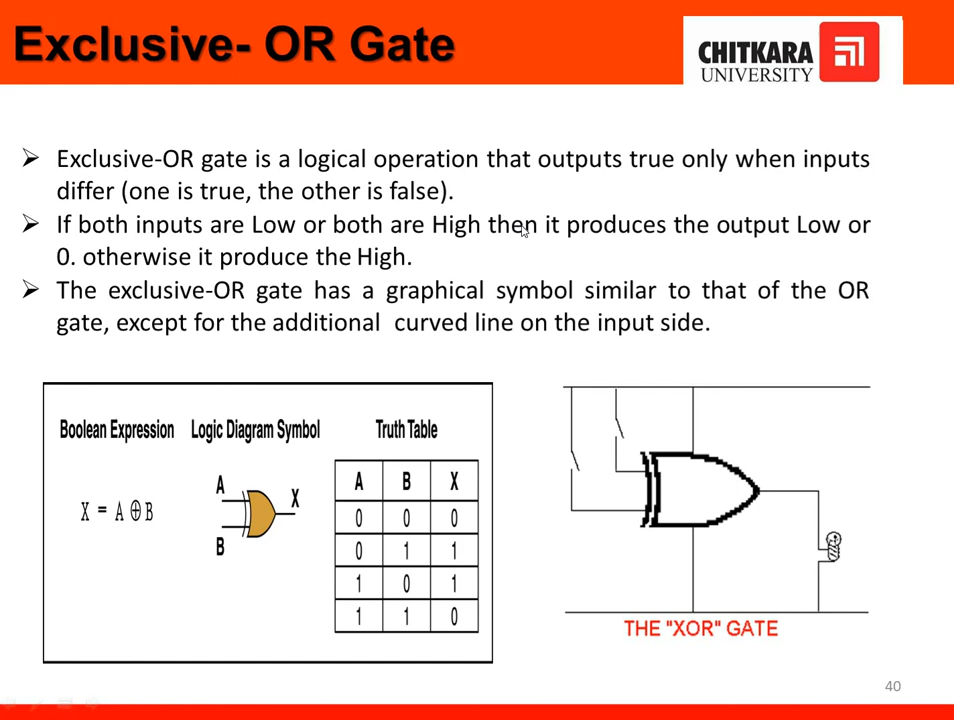 Exclusive- OR Gate
CHITKARA
UNIVERSITY
Exclusive-OR gate is a logical operation that outputs true only when inputs
differ (one is true, the other is false).
If both inputs are Low or both are High then it produces the output Low or
0. otherwise it produce the High.
The exclusive-OR gate has a graphical symbol similar to that of the OR
gate, except for the additional curved line on the input side.
Boolean Expression Logic Diagram Symbol Truth Table
X = A ⊕ B
A
B
X
A B X
0 0 0
0 1 1
1 0 1
1 1 0
THE "XOR" GATE
40